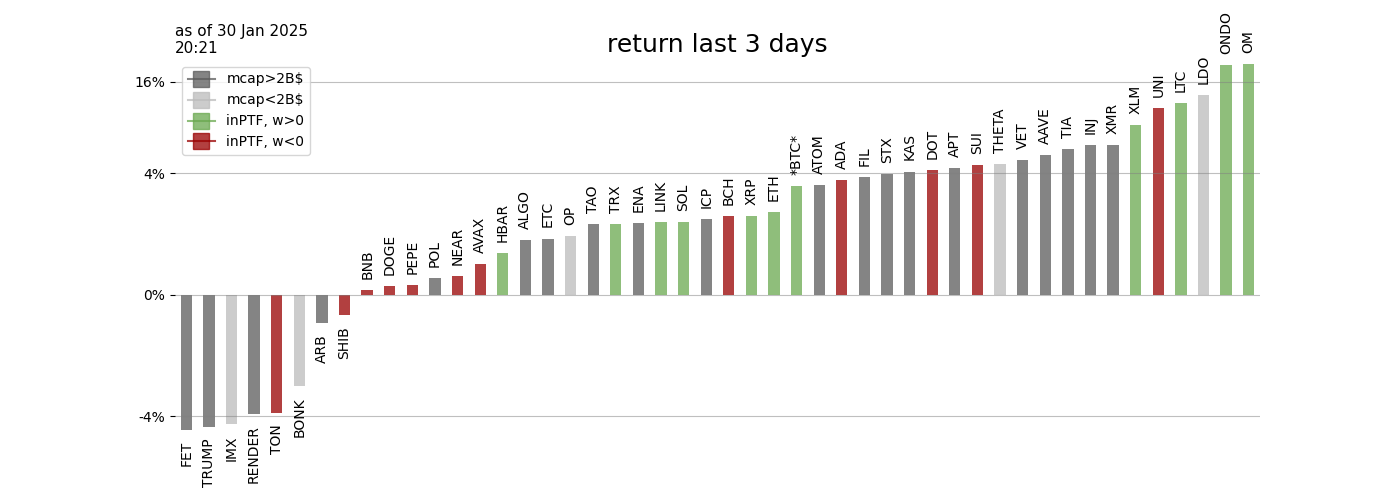 as of 30 Jan 2025
20:21
return last 3 days
mcap>2B$
mcap<2B$
inPTF, w>0
inPTF, w<0
16%
4%
0%
-4%
FET
TRUMP
IMX
RENDER
TON
BONK
ARB
SHIB
BNB
DOGE
PEPE
POL
NEAR
AVAX
HBAR
ALGO
ETC
OP
TAO
TRX
ENA
LINK
SOL
ICP
BCH
XRP
ETH
*BTC*
ATOM
ADA
FIL
STX
KAS
DOT
APT
SUI
THETA
VET
AAVE
TIA
INJ
XMR
XLM
UNI
LTC
LDO
ONDO
OM